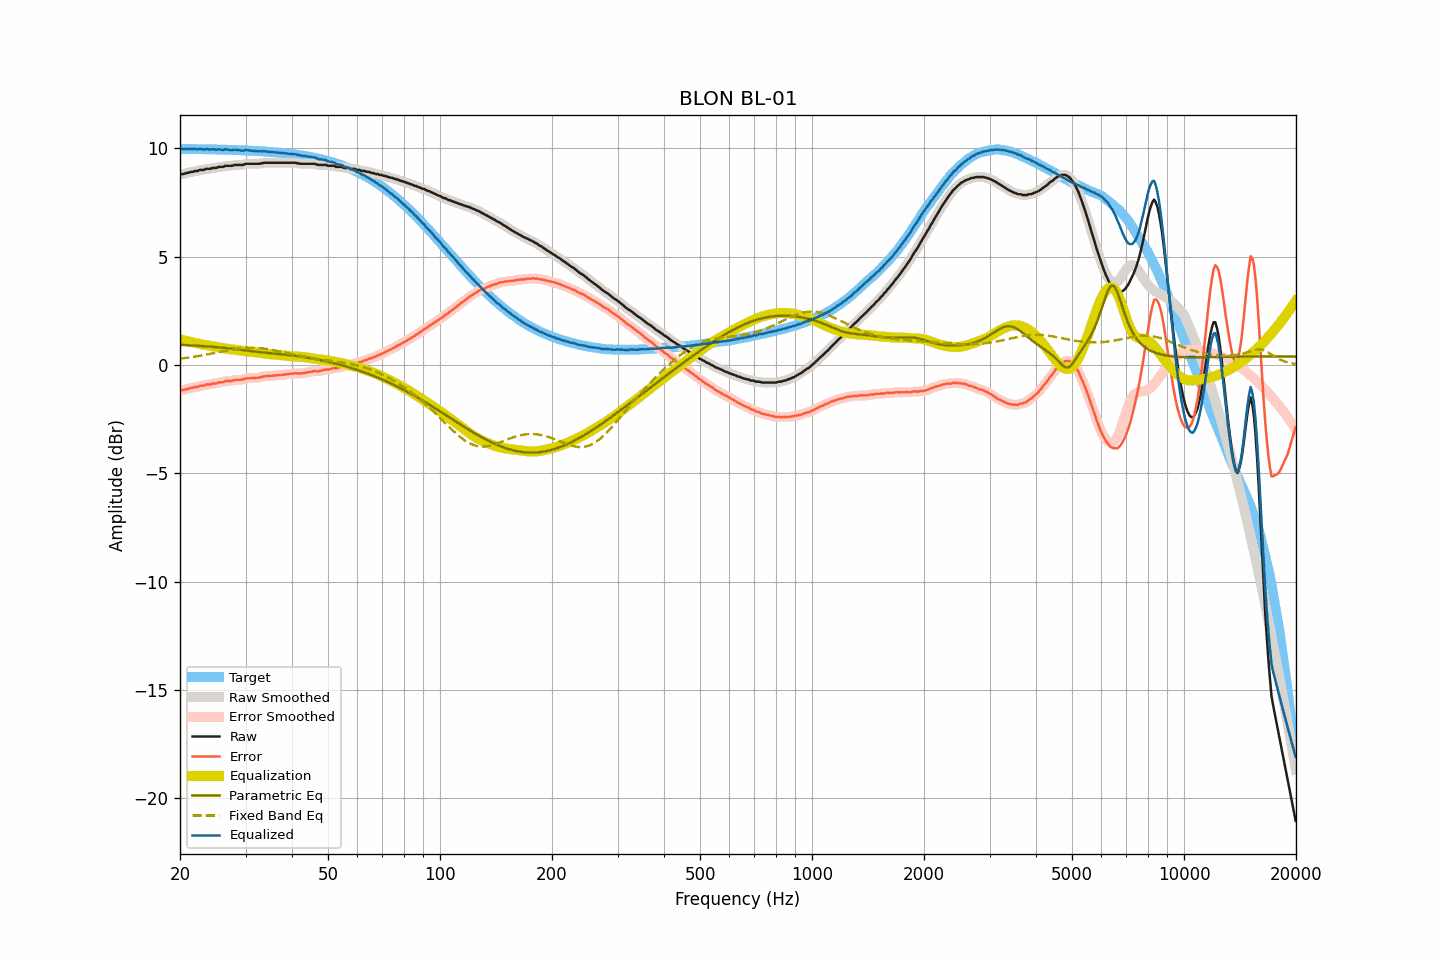 BLON BL-01
10
5
0
−5
−10
−15
−20
Amplitude (dBr)
Target
Raw Smoothed
Error Smoothed
Raw
Error
Equalization
Parametric Eq
Fixed Band Eq
Equalized
20 50 100 200 500 1000 2000 5000 10000 20000
Frequency (Hz)